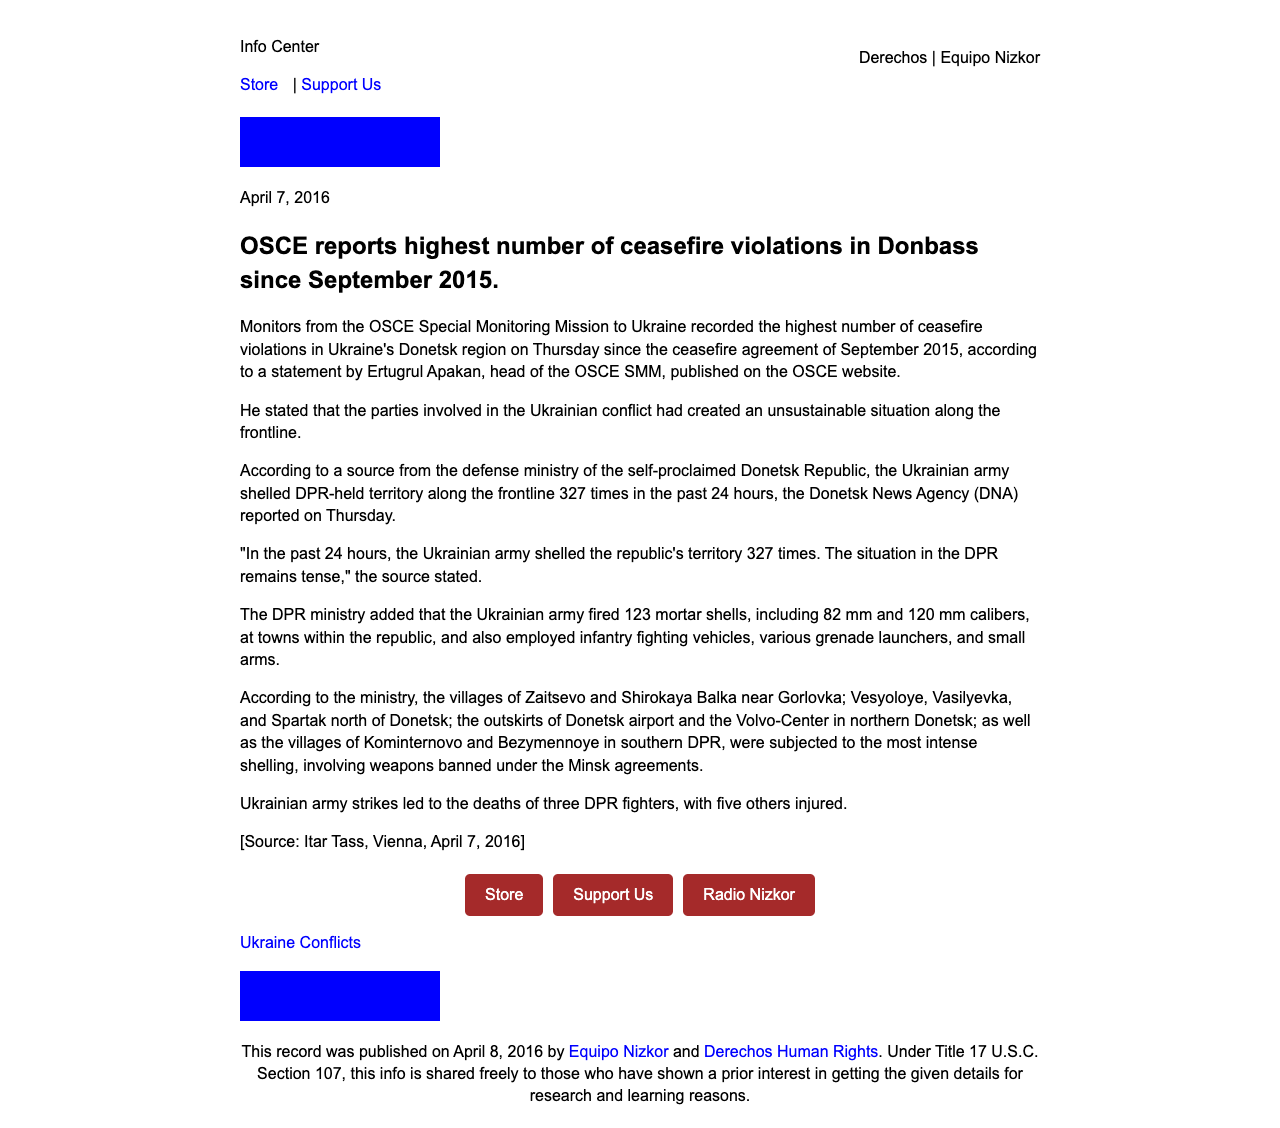 Info Center
Derechos | Equipo Nizkor
Store | Support Us
April 7, 2016
OSCE reports highest number of ceasefire violations in Donbass
since September 2015.
Monitors from the OSCE Special Monitoring Mission to Ukraine recorded the highest number of ceasefire
violations in Ukraine's Donetsk region on Thursday since the ceasefire agreement of September 2015, according
to a statement by Ertugrul Apakan, head of the OSCE SMM, published on the OSCE website.
He stated that the parties involved in the Ukrainian conflict had created an unsustainable situation along the
frontline.
According to a source from the defense ministry of the self-proclaimed Donetsk Republic, the Ukrainian army
shelled DPR-held territory along the frontline 327 times in the past 24 hours, the Donetsk News Agency (DNA)
reported on Thursday.
"In the past 24 hours, the Ukrainian army shelled the republic's territory 327 times. The situation in the DPR
remains tense," the source stated.
The DPR ministry added that the Ukrainian army fired 123 mortar shells, including 82 mm and 120 mm calibers,
at towns within the republic, and also employed infantry fighting vehicles, various grenade launchers, and small
arms.
According to the ministry, the villages of Zaitsevo and Shirokaya Balka near Gorlovka; Vesyoloye, Vasilyevka,
and Spartak north of Donetsk; the outskirts of Donetsk airport and the Volvo-Center in northern Donetsk; as well
as the villages of Kominternovo and Bezymennoye in southern DPR, were subjected to the most intense
shelling, involving weapons banned under the Minsk agreements.
Ukrainian army strikes led to the deaths of three DPR fighters, with five others injured.
[Source: Itar Tass, Vienna, April 7, 2016]
Store Support Us Radio Nizkor
Ukraine Conflicts
This record was published on April 8, 2016 by Equipo Nizkor and Derechos Human Rights. Under Title 17 U.S.C.
Section 107, this info is shared freely to those who have shown a prior interest in getting the given details for
research and learning reasons.